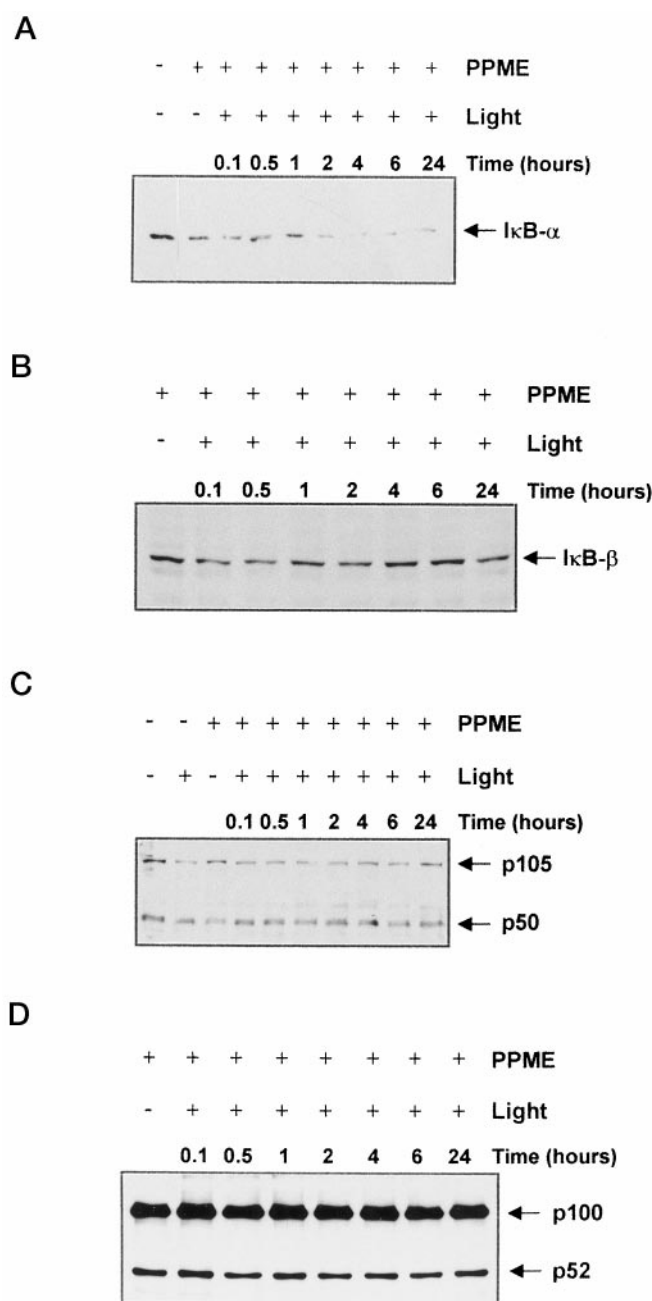 A
- + + + + + + + + PPME
- - + + + + + + + Light
0.1 0.5 1 2 4 6 24 Time (hours)
IκB-α
B
+ + + + + + + + PPME
- + + + + + + + Light
0.1 0.5 1 2 4 6 24 Time (hours)
IκB-β
C
- - + + + + + + + + PPME
- + - + + + + + + + Light
0.1 0.5 1 2 4 6 24 Time (hours)
p105
p50
D
+ + + + + + + + PPME
- + + + + + + + Light
0.1 0.5 1 2 4 6 24 Time (hours)
p100
p52